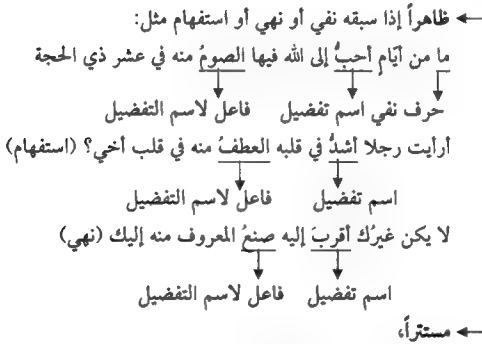 ← ظاهراً إذا سبقه نفي أو نهي أو استفهام مثل:
ما من أيّامٍ أحبُّ إلى الله فيها الصومُ منه في عشر ذي الحجة
حرف نفي اسم تفضيل فاعل لاسم التفضيل
أرأيت رجلا أشدُّ في قلبه العطفُ منه في قلب أخي؟ (استفهام)
اسم تفضيل فاعل لاسم التفضيل
لا يكن غيرُك أقربَ إليه صنعُ المعروف منه إليك (نهي)
اسم تفضيل فاعل لاسم التفضيل
← مستتراً،